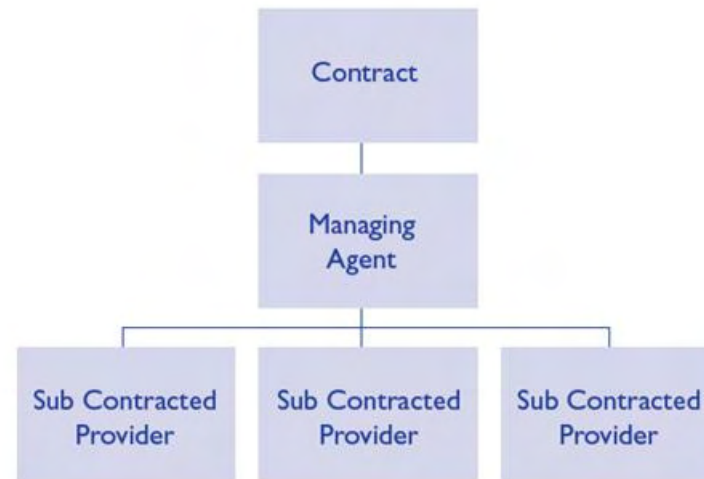 Contract
Managing
Agent
Sub Contracted
Provider
Sub Contracted
Provider
Sub Contracted
Provider